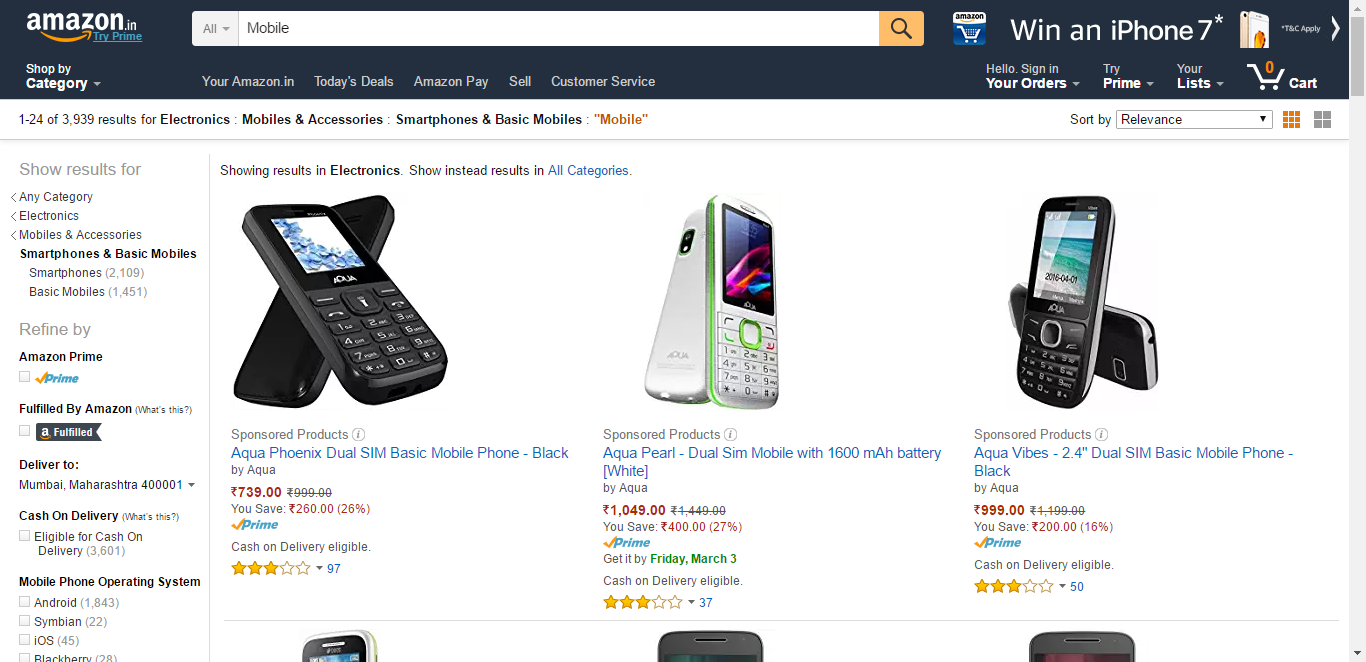 amazon.in
Try Prime
All
Mobile
amazon
Win an iPhone 7*
*T&C Apply
Shop by
Category
Your Amazon.in
Today's Deals
Amazon Pay
Sell
Customer Service
Hello. Sign in
Your Orders
Try
Prime
Your
Lists
0
Cart
1-24 of 3,939 results for Electronics : Mobiles & Accessories : Smartphones & Basic Mobiles : "Mobile"
Sort by
Relevance
Show results for
Any Category
Electronics
Mobiles & Accessories
Smartphones & Basic Mobiles
Smartphones (2,109)
Basic Mobiles (1,451)
Refine by
Amazon Prime
Prime
Fulfilled By Amazon (What's this?)
a Fulfilled
Deliver to:
Mumbai, Maharashtra 400001
Cash On Delivery (What's this?)
Eligible for Cash On
Delivery (3,601)
Mobile Phone Operating System
Android (1,843)
Symbian (22)
iOS (45)
Blackberry (28)
Showing results in Electronics. Show instead results in All Categories.
AQUA
Sponsored Products
Aqua Phoenix Dual SIM Basic Mobile Phone - Black
by Aqua
₹739.00 ₹999.00
You Save: ₹260.00 (26%)
Prime
Cash on Delivery eligible.
97
AQUA
AQUA
Sponsored Products
Aqua Pearl - Dual Sim Mobile with 1600 mAh battery
[White]
by Aqua
₹1,049.00 ₹1,449.00
You Save: ₹400.00 (27%)
Prime
Get it by Friday, March 3
Cash on Delivery eligible.
37
2016-04-01
AQUA
Sponsored Products
Aqua Vibes - 2.4" Dual SIM Basic Mobile Phone -
Black
by Aqua
₹999.00 ₹1,199.00
You Save: ₹200.00 (16%)
Prime
Cash on Delivery eligible.
50